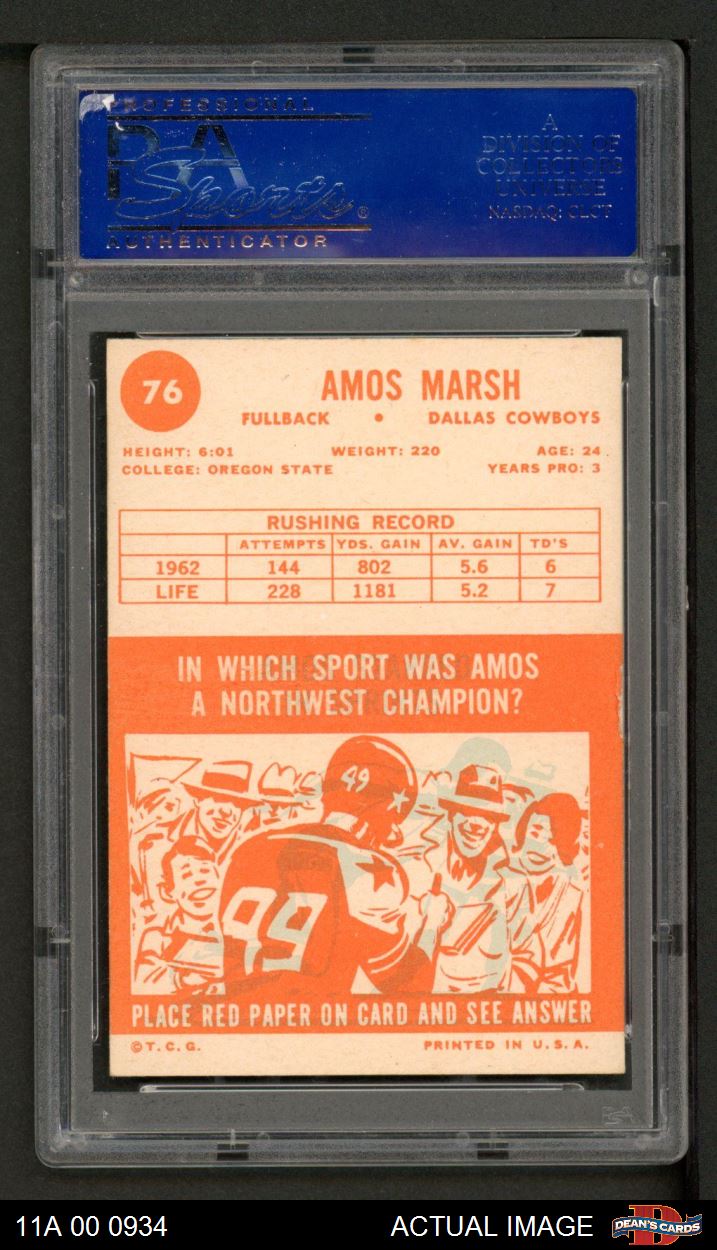 PROFESSIONAL
PSA
Sports®
AUTHENTICATOR
A
DIVISION OF
COLLECTORS
UNIVERSE
NASDAQ: CLCT
76
AMOS MARSH
FULLBACK • DALLAS COWBOYS
HEIGHT: 6:01 WEIGHT: 220 AGE: 24
COLLEGE: OREGON STATE YEARS PRO: 3
RUSHING RECORD
ATTEMPTS YDS. GAIN AV. GAIN TD'S
1962 144 802 5.6 6
LIFE 228 1181 5.2 7
IN WHICH SPORT WAS AMOS
A NORTHWEST CHAMPION?
49
49
PLACE RED PAPER ON CARD AND SEE ANSWER
©T.C.G. PRINTED IN U.S.A.
PSA
11A 00 0934 ACTUAL IMAGE D DEAN'S CARDS